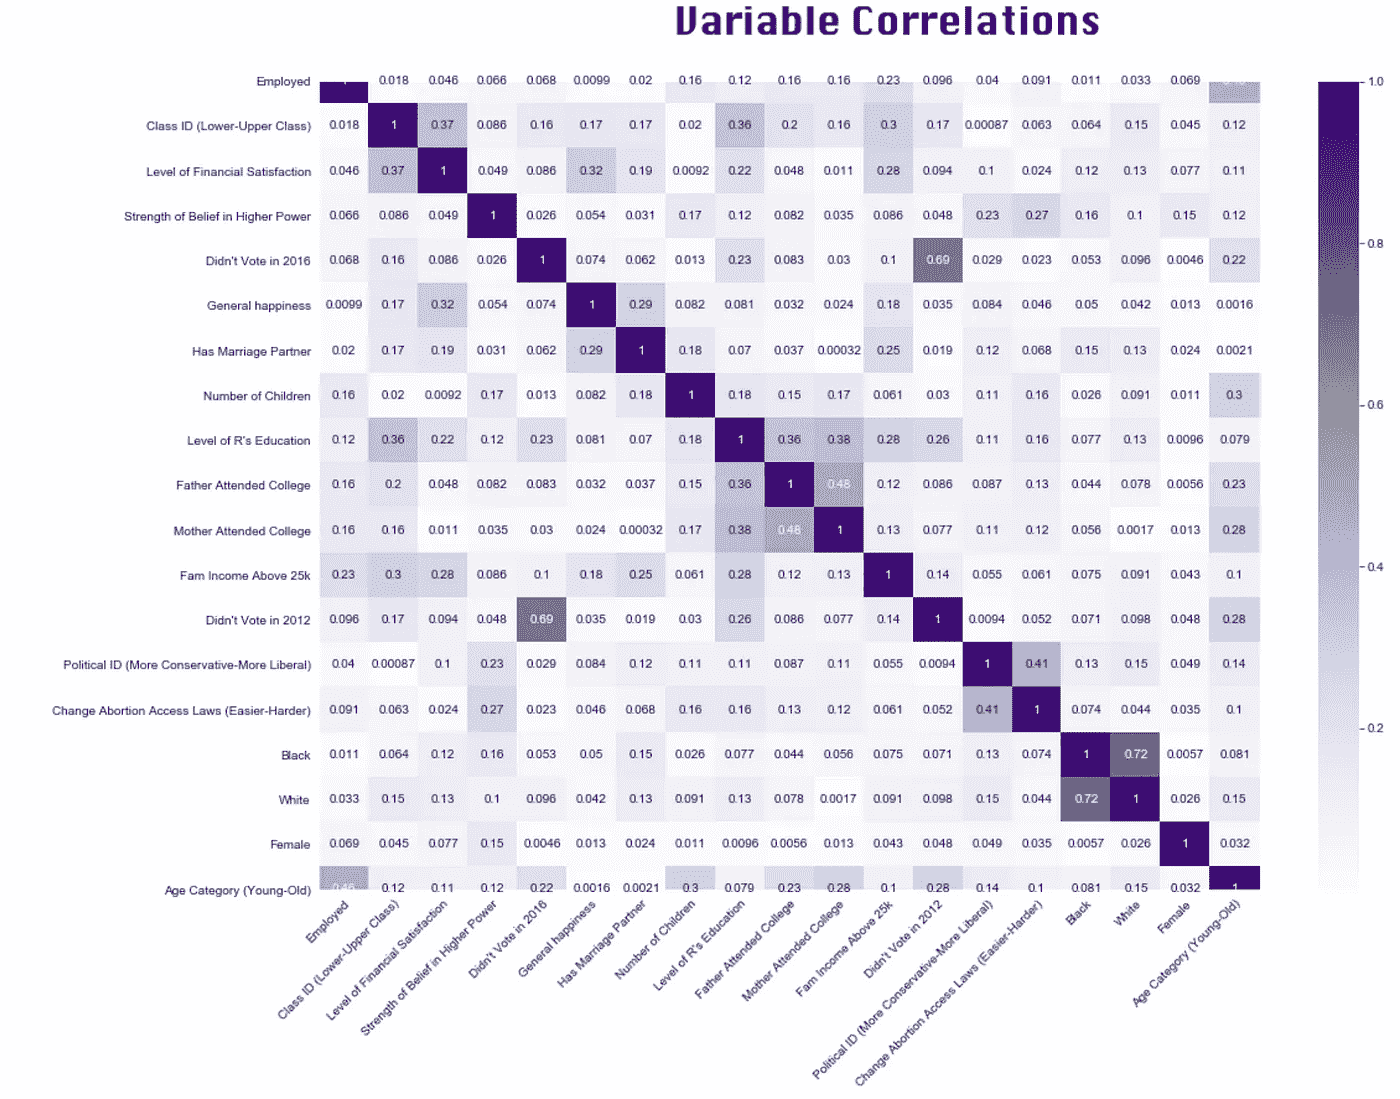 Variable Correlations
Employed 1 0.018 0.046 0.066 0.068 0.0099 0.02 0.16 0.12 0.16 0.16 0.23 0.096 0.04 0.091 0.011 0.033 0.069
1.0
Class ID (Lower-Upper Class) 0.018 1 0.37 0.086 0.16 0.17 0.17 0.02 0.36 0.2 0.16 0.3 0.17 0.00087 0.063 0.064 0.15 0.045 0.12
Level of Financial Satisfaction 0.046 0.37 1 0.049 0.086 0.32 0.19 0.0092 0.22 0.048 0.011 0.28 0.094 0.1 0.024 0.12 0.13 0.077 0.11
Strength of Belief in Higher Power 0.066 0.086 0.049 1 0.026 0.054 0.031 0.17 0.12 0.082 0.035 0.086 0.048 0.23 0.27 0.16 0.1 0.15 0.12
0.8
Didn't Vote in 2016 0.068 0.16 0.086 0.026 1 0.074 0.062 0.013 0.23 0.083 0.03 0.1 0.69 0.029 0.023 0.053 0.096 0.0046 0.22
General happiness 0.0099 0.17 0.32 0.054 0.074 1 0.29 0.082 0.081 0.032 0.024 0.18 0.035 0.084 0.046 0.05 0.042 0.013 0.0016
Has Marriage Partner 0.02 0.17 0.19 0.031 0.062 0.29 1 0.18 0.07 0.037 0.00032 0.25 0.019 0.12 0.068 0.15 0.13 0.024 0.0021
Number of Children 0.16 0.02 0.0092 0.17 0.013 0.082 0.18 1 0.18 0.15 0.17 0.061 0.03 0.11 0.16 0.026 0.091 0.011 0.3
0.6
Level of R's Education 0.12 0.36 0.22 0.12 0.23 0.081 0.07 0.18 1 0.36 0.38 0.28 0.26 0.11 0.16 0.077 0.13 0.0096 0.079
Father Attended College 0.16 0.2 0.048 0.082 0.083 0.032 0.037 0.15 0.36 1 0.48 0.12 0.086 0.087 0.13 0.044 0.078 0.0056 0.23
Mother Attended College 0.16 0.16 0.011 0.035 0.03 0.024 0.00032 0.17 0.38 0.48 1 0.13 0.077 0.11 0.12 0.056 0.0017 0.013 0.28
0.4
Fam Income Above 25k 0.23 0.3 0.28 0.086 0.1 0.18 0.25 0.061 0.28 0.12 0.13 1 0.14 0.055 0.061 0.075 0.091 0.043 0.1
Didn't Vote in 2012 0.096 0.17 0.094 0.048 0.69 0.035 0.019 0.03 0.26 0.086 0.077 0.14 1 0.0094 0.052 0.071 0.098 0.048 0.28
Political ID (More Conservative-More Liberal) 0.04 0.00087 0.1 0.23 0.029 0.084 0.12 0.11 0.11 0.087 0.11 0.055 0.0094 1 0.41 0.13 0.15 0.049 0.14
Change Abortion Access Laws (Easier-Harder) 0.091 0.063 0.024 0.27 0.023 0.046 0.068 0.16 0.16 0.13 0.12 0.061 0.052 0.41 1 0.074 0.044 0.035 0.1
0.2
Black 0.011 0.064 0.12 0.16 0.053 0.05 0.15 0.026 0.077 0.044 0.056 0.075 0.071 0.13 0.074 1 0.72 0.0057 0.081
White 0.033 0.15 0.13 0.1 0.096 0.042 0.13 0.091 0.13 0.078 0.0017 0.091 0.098 0.15 0.044 0.72 1 0.026 0.15
Female 0.069 0.045 0.077 0.15 0.0046 0.013 0.024 0.011 0.0096 0.0056 0.013 0.043 0.048 0.049 0.035 0.0057 0.026 1 0.032
Age Category (Young-Old) 0.12 0.11 0.12 0.22 0.0016 0.0021 0.3 0.079 0.23 0.28 0.1 0.28 0.14 0.1 0.081 0.15 0.032 1
Employed
Class ID (Lower-Upper Class)
Level of Financial Satisfaction
Strength of Belief in Higher Power
Didn't Vote in 2016
General happiness
Has Marriage Partner
Number of Children
Level of R's Education
Father Attended College
Mother Attended College
Fam Income Above 25k
Didn't Vote in 2012
Political ID (More Conservative-More Liberal)
Change Abortion Access Laws (Easier-Harder)
Black
White
Female
Age Category (Young-Old)